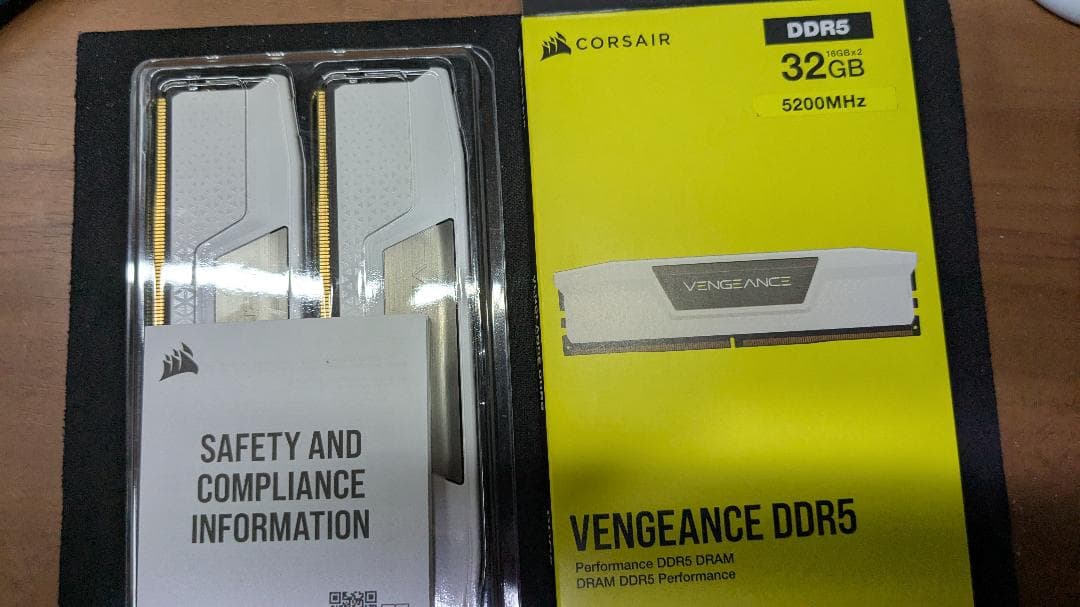 CORSAIR
DDR5
16GBx2
32GB
5200MHz
VENGEANCE
VENGEANCE DDR5
Performance DDR5 DRAM
DRAM DDR5 Performance
SAFETY AND
COMPLIANCE
INFORMATION